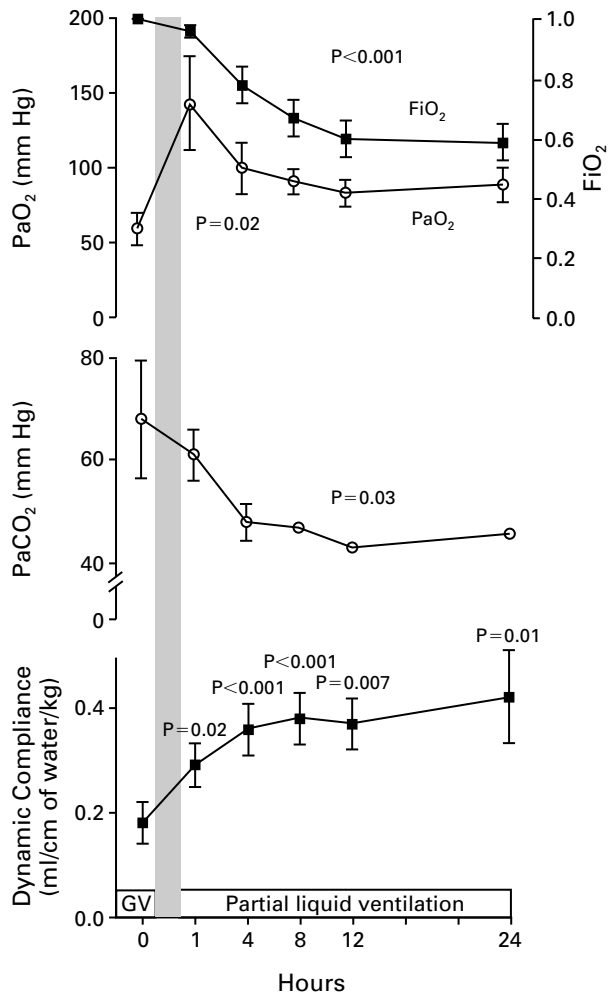 200
150
100
50
0
PaO2 (mm Hg)
P<0.001
FiO2
P=0.02
PaO2
1.0
0.8
0.6
0.4
0.2
0.0
FiO2
80
60
40
0
PaCO2 (mm Hg)
P=0.03
Dynamic Compliance
(ml/cm of water/kg)
0.4
0.2
0.0
P=0.02
P<0.001
P<0.001
P=0.007
P=0.01
GV
Partial liquid ventilation
0 1 4 8 12 24
Hours